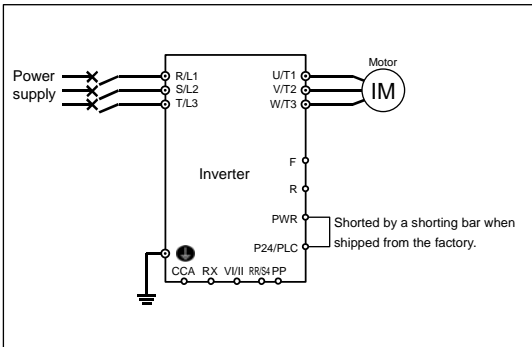 Motor
Power
supply
R/L1
S/L2
T/L3
U/T1
V/T2
W/T3
IM
F
Inverter
R
PWR
Shorted by a shorting bar when
shipped from the factory.
P24/PLC
CCA RX VI/II RR/S4 PP